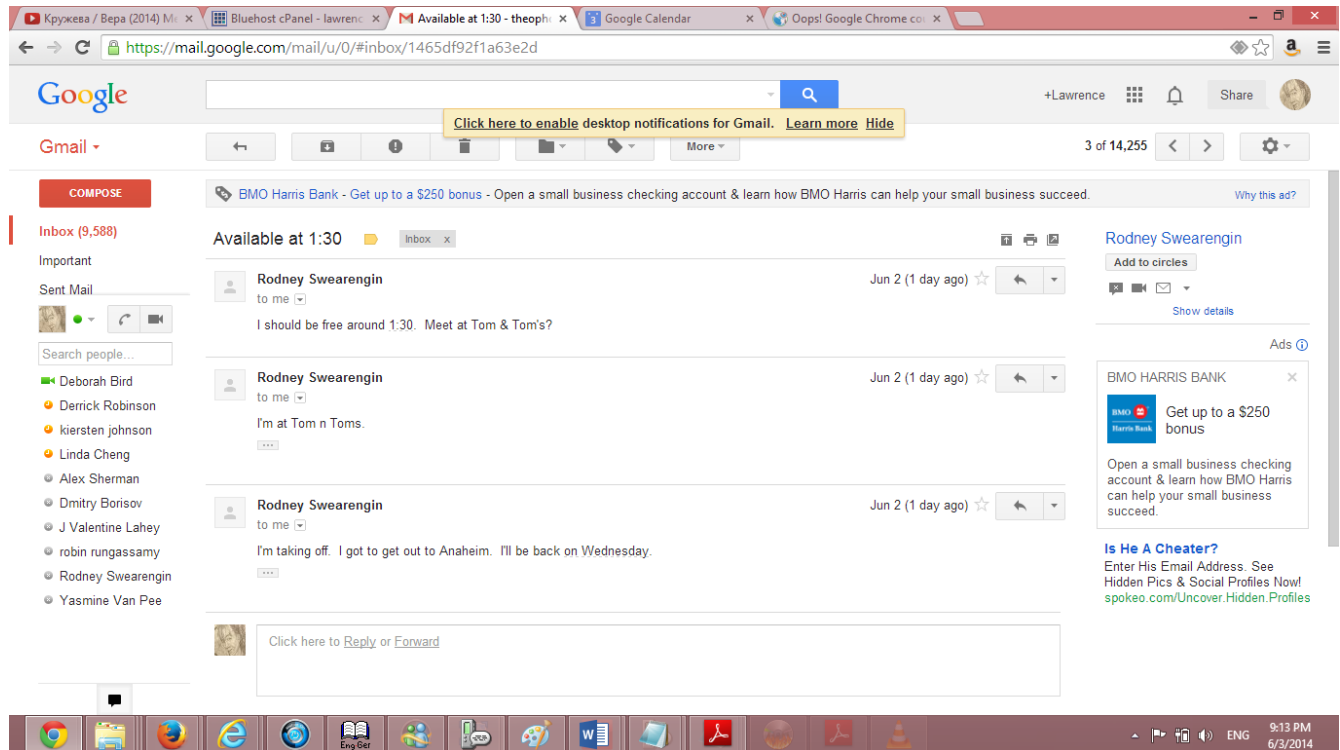 Кружева / Вера (2014) Ме
Bluehost cPanel - lawrenc
Available at 1:30 - theoph
Google Calendar
Oops! Google Chrome co
https://mail.google.com/mail/u/0/#inbox/1465df92f1a63e2d
Google
+Lawrence
Share
Click here to enable desktop notifications for Gmail. Learn more Hide
Gmail
More
3 of 14,255
COMPOSE
BMO Harris Bank - Get up to a $250 bonus - Open a small business checking account & learn how BMO Harris can help your small business succeed.
Why this ad?
Inbox (9,588)
Important
Sent Mail
Search people...
Deborah Bird
Derrick Robinson
kiersten johnson
Linda Cheng
Alex Sherman
Dmitry Borisov
J Valentine Lahey
robin rungassamy
Rodney Swearengin
Yasmine Van Pee
Available at 1:30
Inbox x
Rodney Swearengin
Jun 2 (1 day ago)
to me
I should be free around 1:30. Meet at Tom & Tom's?
Rodney Swearengin
Jun 2 (1 day ago)
to me
I'm at Tom n Toms.
Rodney Swearengin
Jun 2 (1 day ago)
to me
I'm taking off. I got to get out to Anaheim. I'll be back on Wednesday.
Click here to Reply or Forward
Rodney Swearengin
Add to circles
Show details
Ads
BMO HARRIS BANK
BMO
Harris Bank
Get up to a $250
bonus
Open a small business checking
account & learn how BMO Harris
can help your small business
succeed.
Is He A Cheater?
Enter His Email Address. See
Hidden Pics & Social Profiles Now!
spokeo.com/Uncover.Hidden.Profiles
Eng Ger
ENG
9:13 PM
6/3/2014